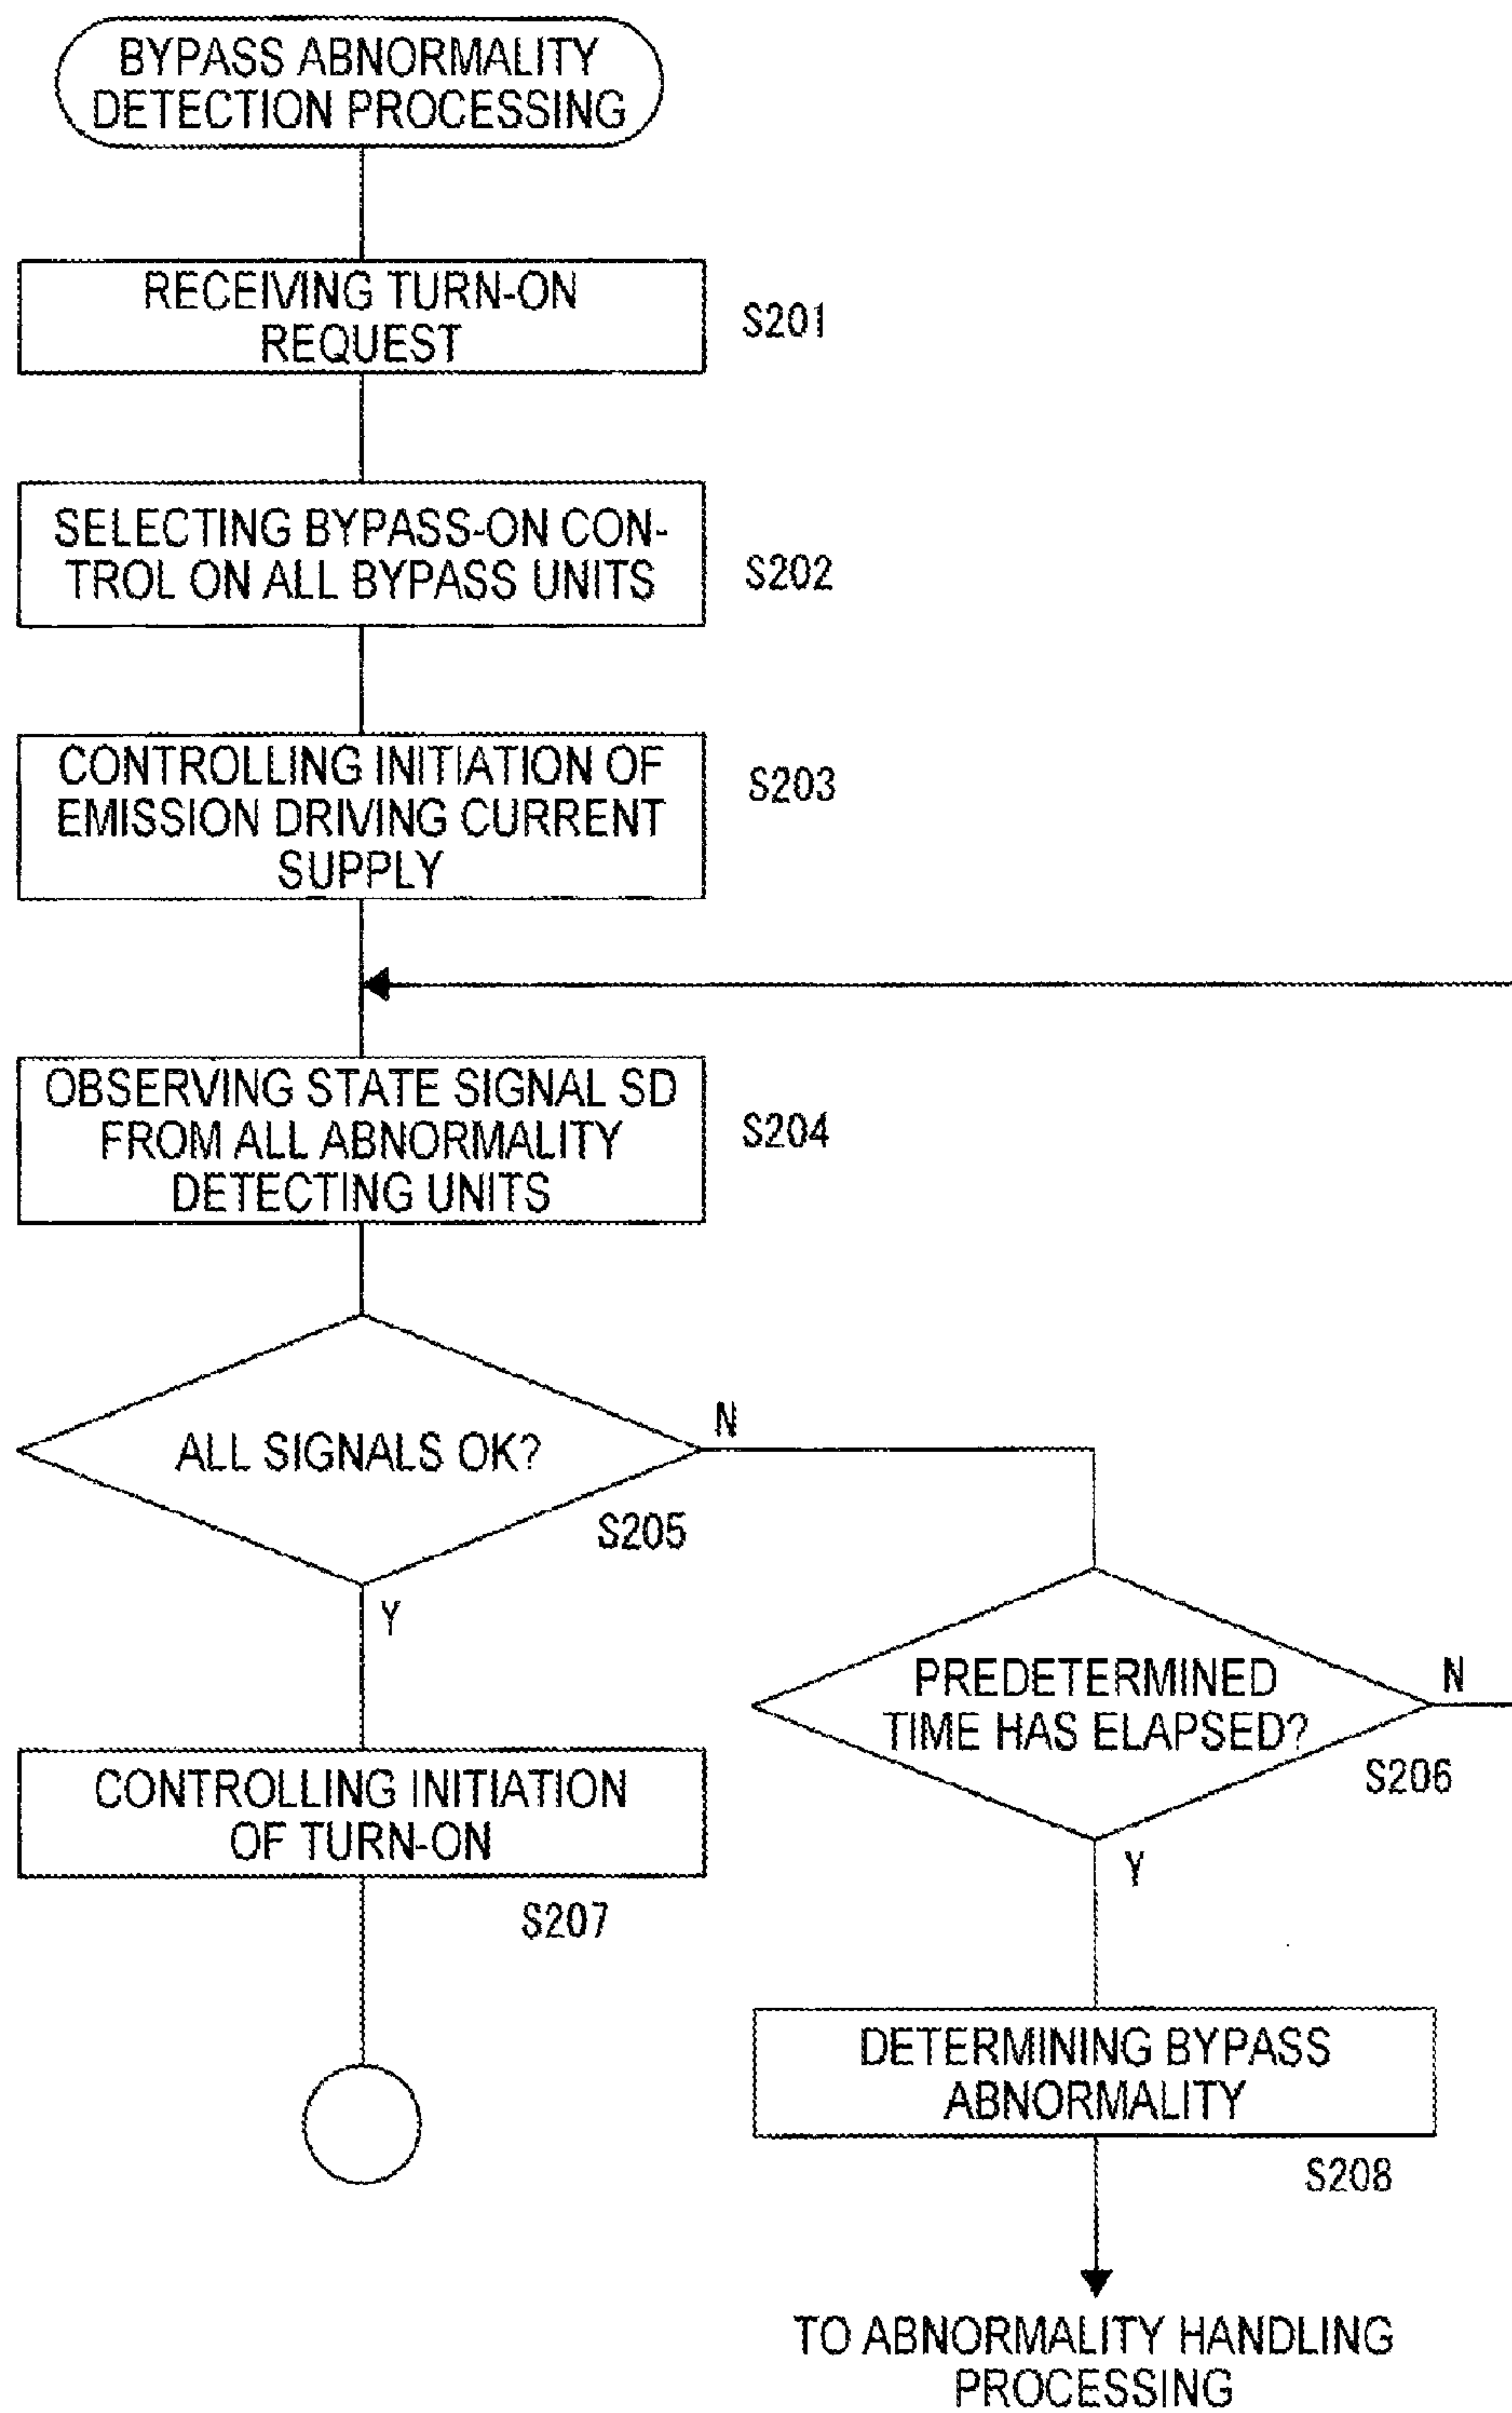 BYPASS ABNORMALITY
DETECTION PROCESSING
RECEIVING TURN-ON
REQUEST
S201
SELECTING BYPASS-ON CON-
TROL ON ALL BYPASS UNITS
S202
CONTROLLING INITIATION OF
EMISSION DRIVING CURRENT
SUPPLY
S203
OBSERVING STATE SIGNAL SD
FROM ALL ABNORMALITY
DETECTING UNITS
S204
ALL SIGNALS OK?
N
S205
Y
PREDETERMINED
TIME HAS ELAPSED?
N
S206
Y
CONTROLLING INITIATION
OF TURN-ON
S207
DETERMINING BYPASS
ABNORMALITY
S208
TO ABNORMALITY HANDLING
PROCESSING